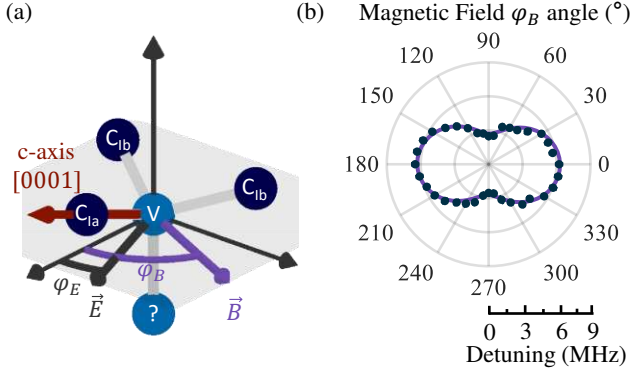 (a)
C_Ib
c-axis
[0001]
C_Ia
V
C_Ib
φ_E
E⃗
φ_B
B⃗
?
(b)
Magnetic Field φ_B angle (°)
90
120
60
150
30
180
0
210
330
240
300
270
0 3 6 9
Detuning (MHz)